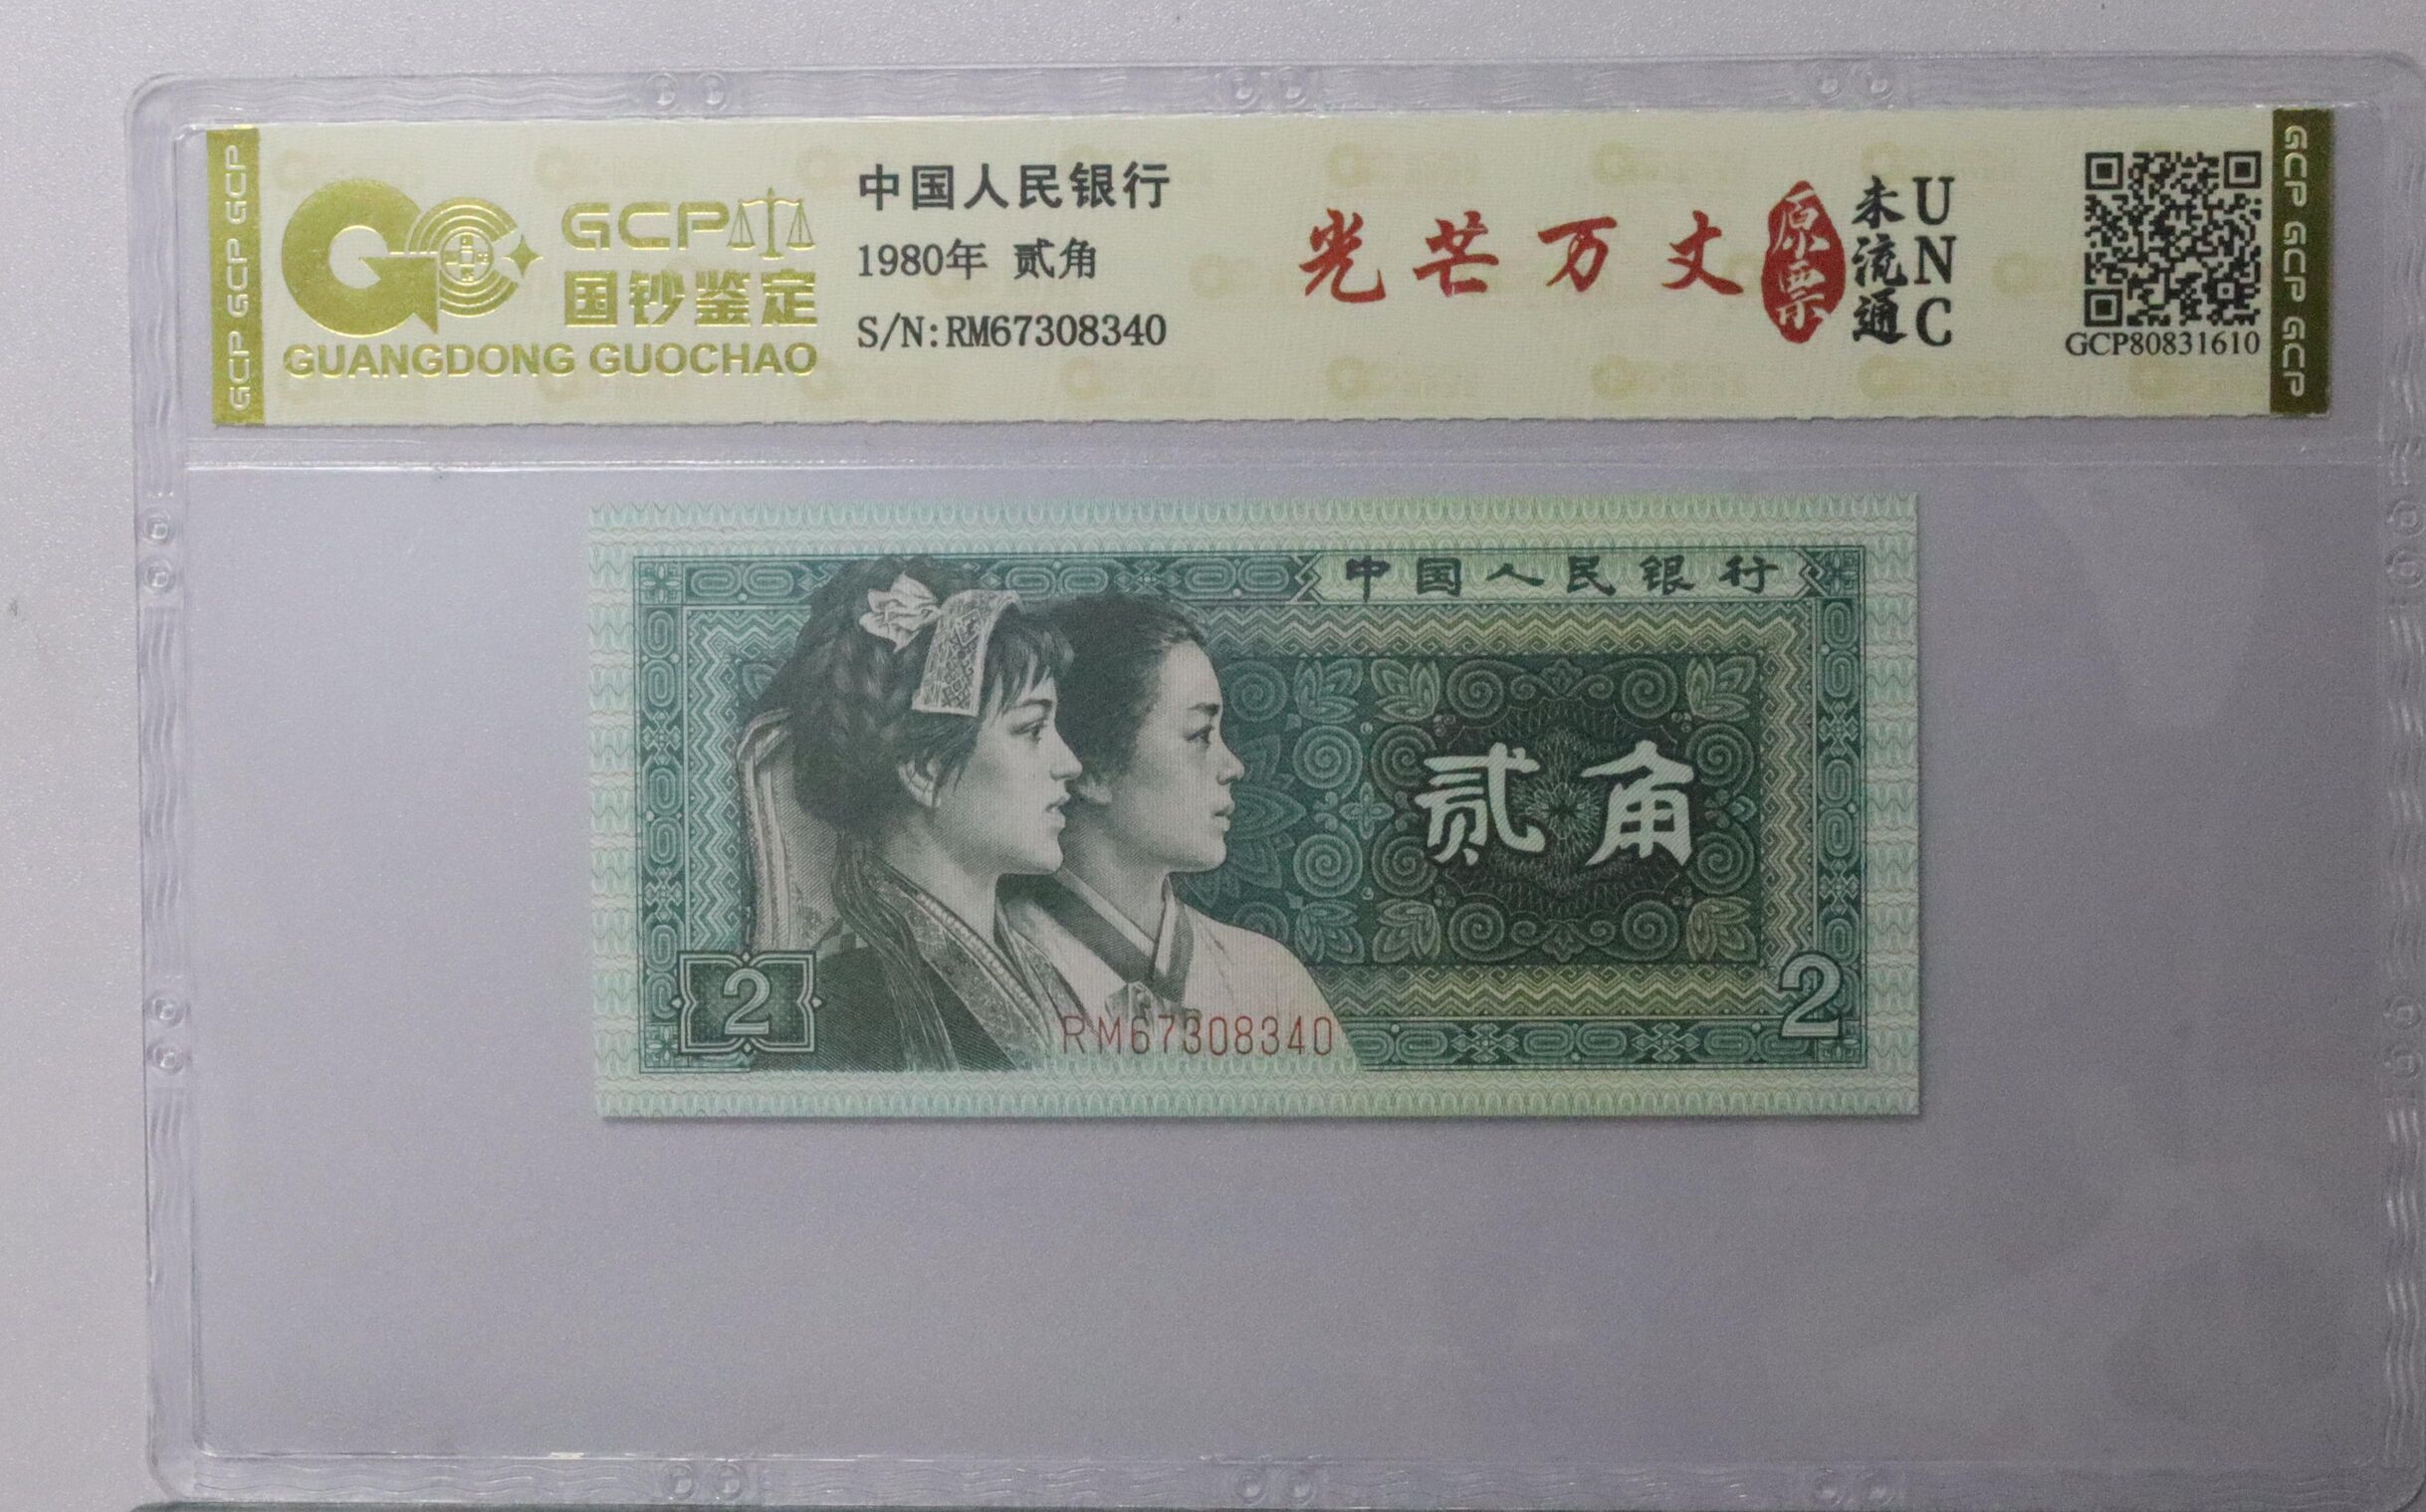 GCP GCP GCP
GCP
国钞鉴定
GUANGDONG GUOCHAO
中国人民银行
1980年 贰角
S/N:RM67308340
光芒万丈
原票
未流通
UNC
GCP80831610
GCP GCP GCP
中国人民银行
贰角
2
2
RM67308340